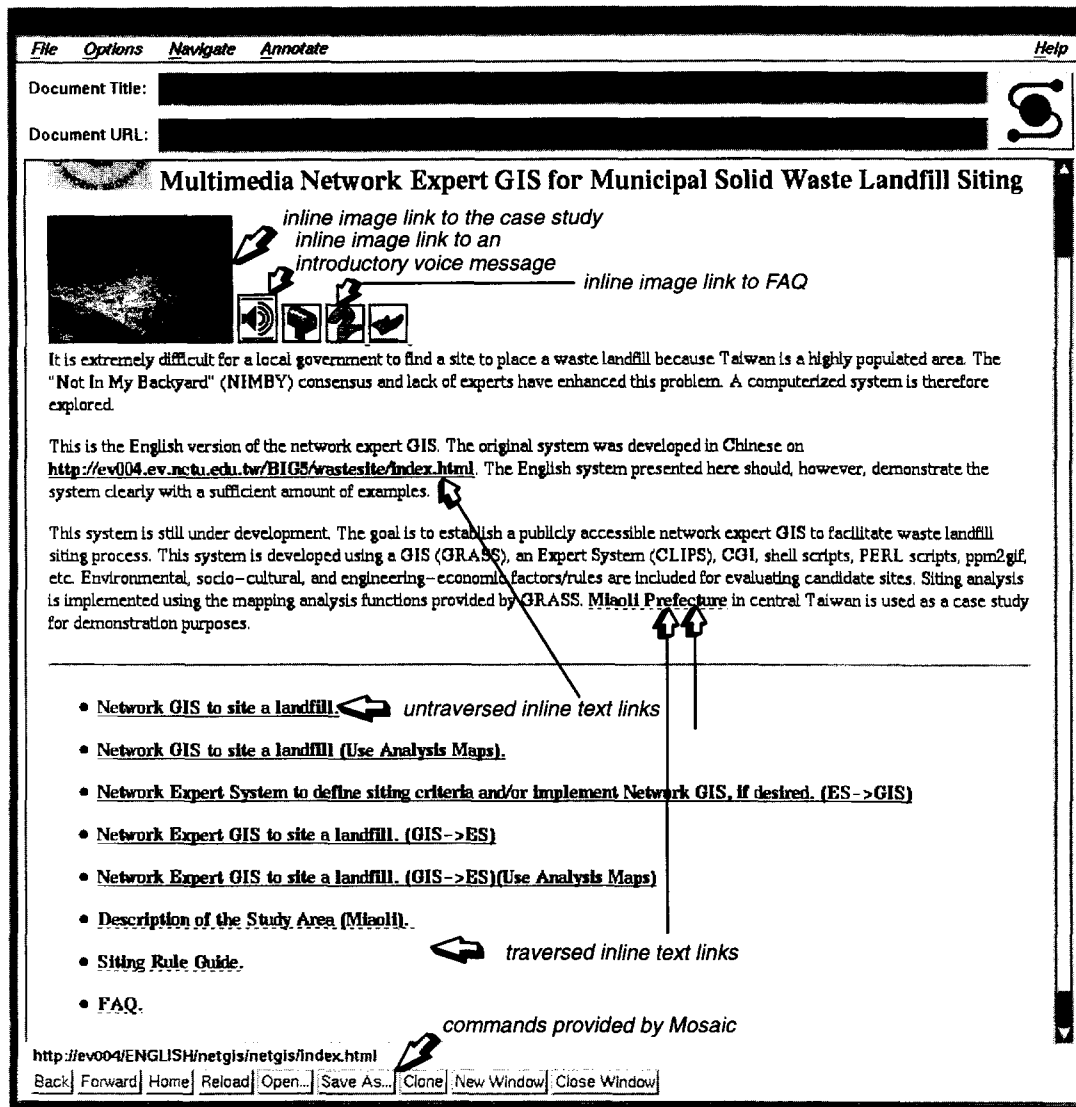 File Options Navigate Annotate Help
Document Title:
Document URL:
Multimedia Network Expert GIS for Municipal Solid Waste Landfill Siting
inline image link to the case study
inline image link to an
introductory voice message
inline image link to FAQ
It is extremely difficult for a local government to find a site to place a waste landfill because Taiwan is a highly populated area. The
"Not In My Backyard" (NIMBY) consensus and lack of experts have enhanced this problem. A computerized system is therefore
explored.
This is the English version of the network expert GIS. The original system was developed in Chinese on
http://ev004.ev.nctu.edu.tw/BIG5/wastesite/index.html. The English system presented here should, however, demonstrate the
system clearly with a sufficient amount of examples.
This system is still under development. The goal is to establish a publicly accessible network expert GIS to facilitate waste landfill
siting process. This system is developed using a GIS (GRASS), an Expert System (CLIPS), CGI, shell scripts, PERL scripts, ppm2gif,
etc. Environmental, socio-cultural, and engineering-economic factors/rules are included for evaluating candidate sites. Siting analysis
is implemented using the mapping analysis functions provided by GRASS. Miaoli Prefecture in central Taiwan is used as a case study
for demonstration purposes.
• Network GIS to site a landfill.
untraversed inline text links
• Network GIS to site a landfill (Use Analysis Maps).
• Network Expert System to define siting criteria and/or implement Network GIS, if desired. (ES->GIS)
• Network Expert GIS to site a landfill. (GIS->ES)
• Network Expert GIS to site a landfill. (GIS->ES)(Use Analysis Maps)
• Description of the Study Area (Miaoli).
traversed inline text links
• Siting Rule Guide.
• FAQ.
commands provided by Mosaic
http://ev004/ENGLISH/netgis/netgis/index.html
Back Forward Home Reload Open... Save As... Clone New Window Close Window